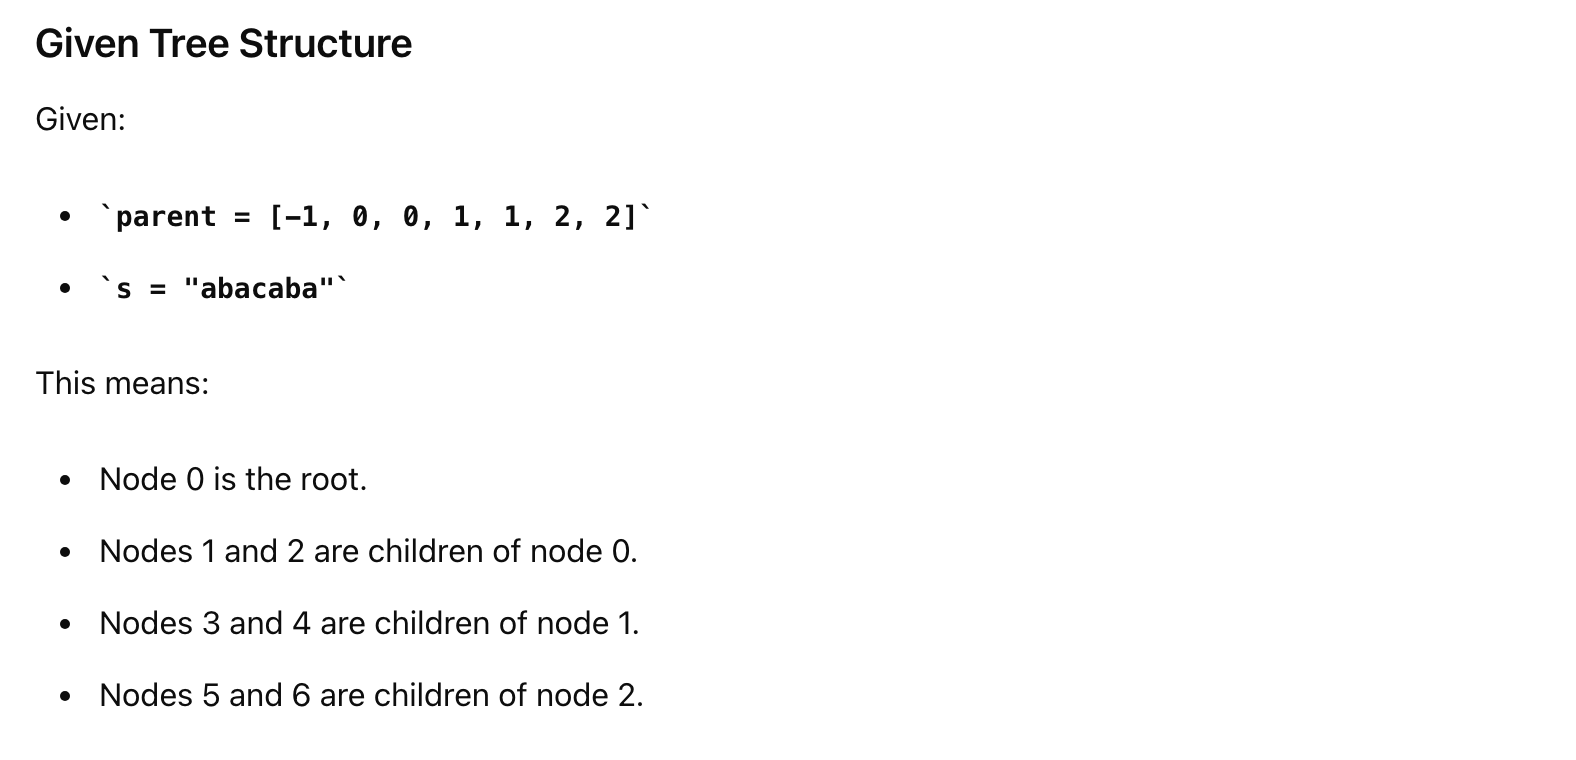 Given Tree Structure
Given:
• `parent = [-1, 0, 0, 1, 1, 2, 2]`
• `s = "abacaba"`
This means:
• Node 0 is the root.
• Nodes 1 and 2 are children of node 0.
• Nodes 3 and 4 are children of node 1.
• Nodes 5 and 6 are children of node 2.